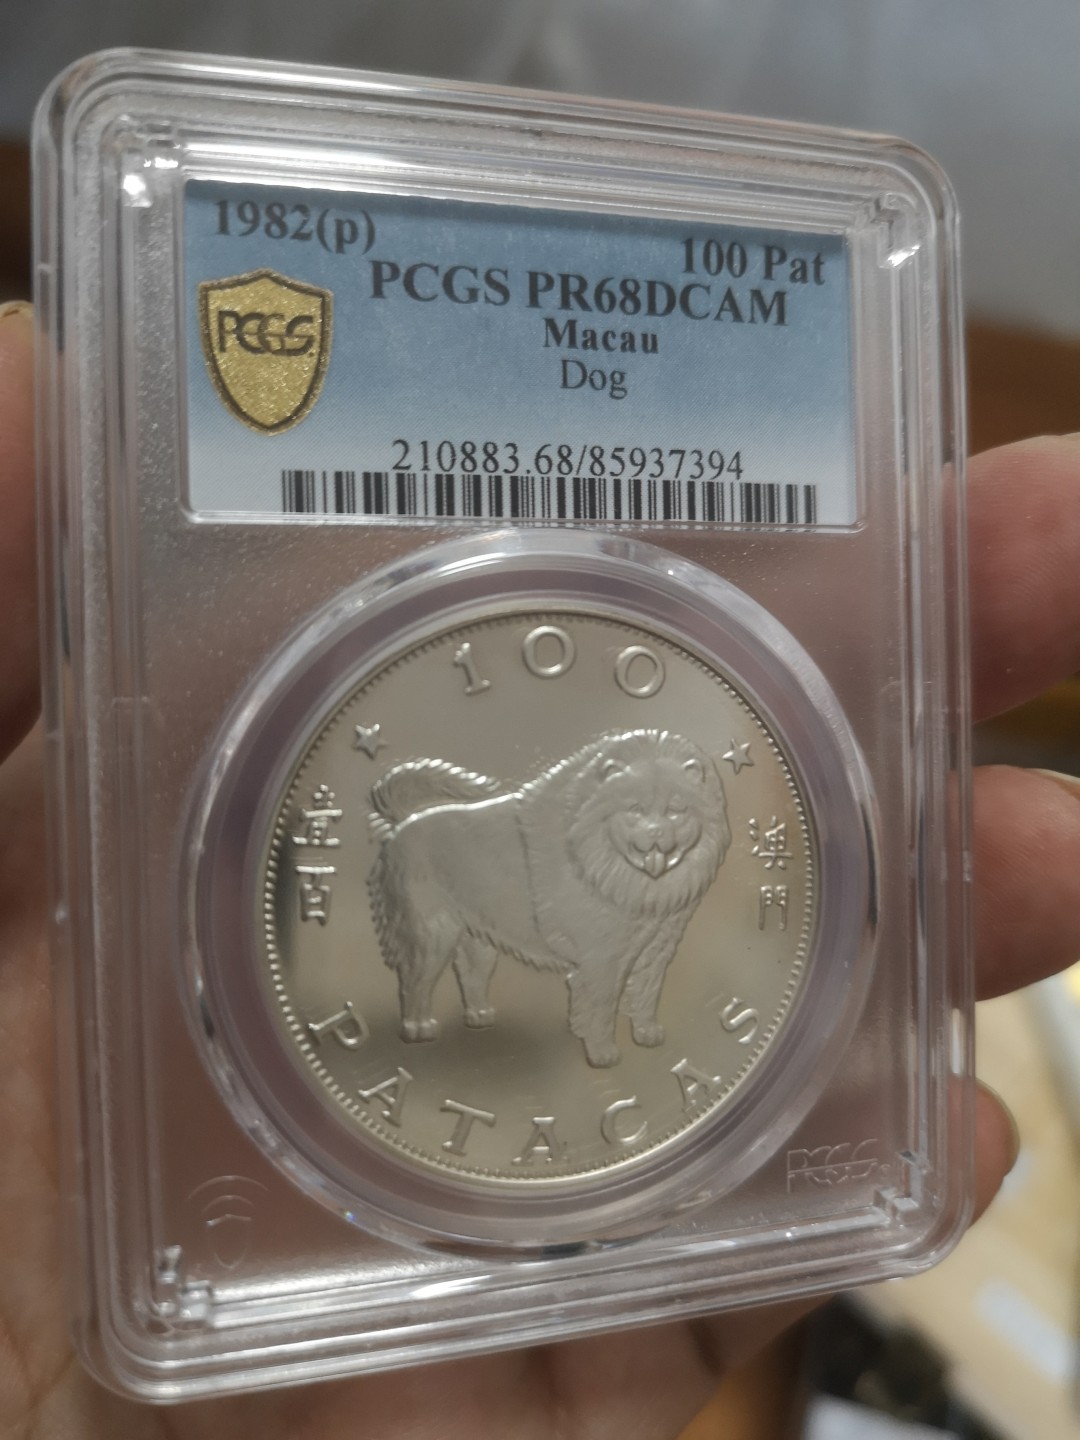 1982(p)
100 Pat
PCGS PR68DCAM
Macau
Dog
PCGS
210883.68/85937394
100
壹百
澳門
PATACAS
PCGS